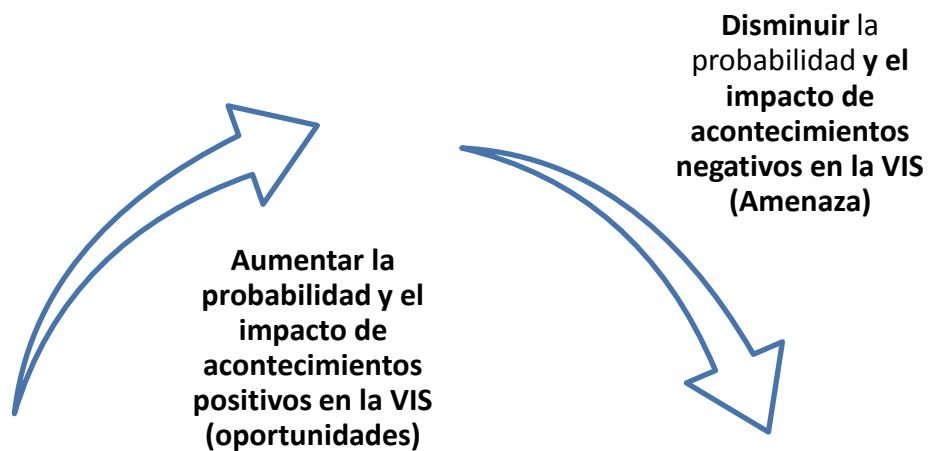 Disminuir la
probabilidad y el
impacto de
acontecimientos
negativos en la VIS
(Amenaza)
Aumentar la
probabilidad y el
impacto de
acontecimientos
positivos en la VIS
(oportunidades)